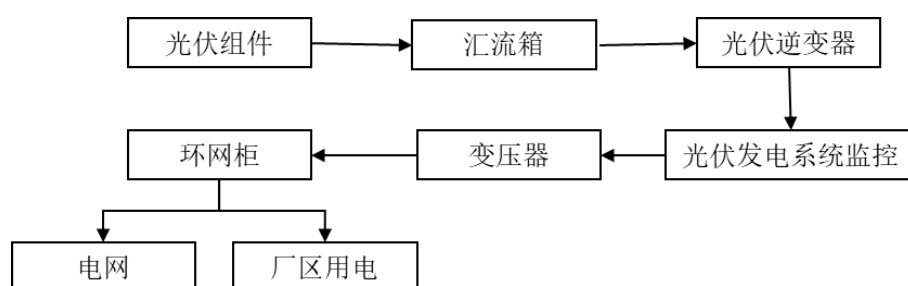 光伏组件
汇流箱
光伏逆变器
环网柜
变压器
光伏发电系统监控
电网
厂区用电